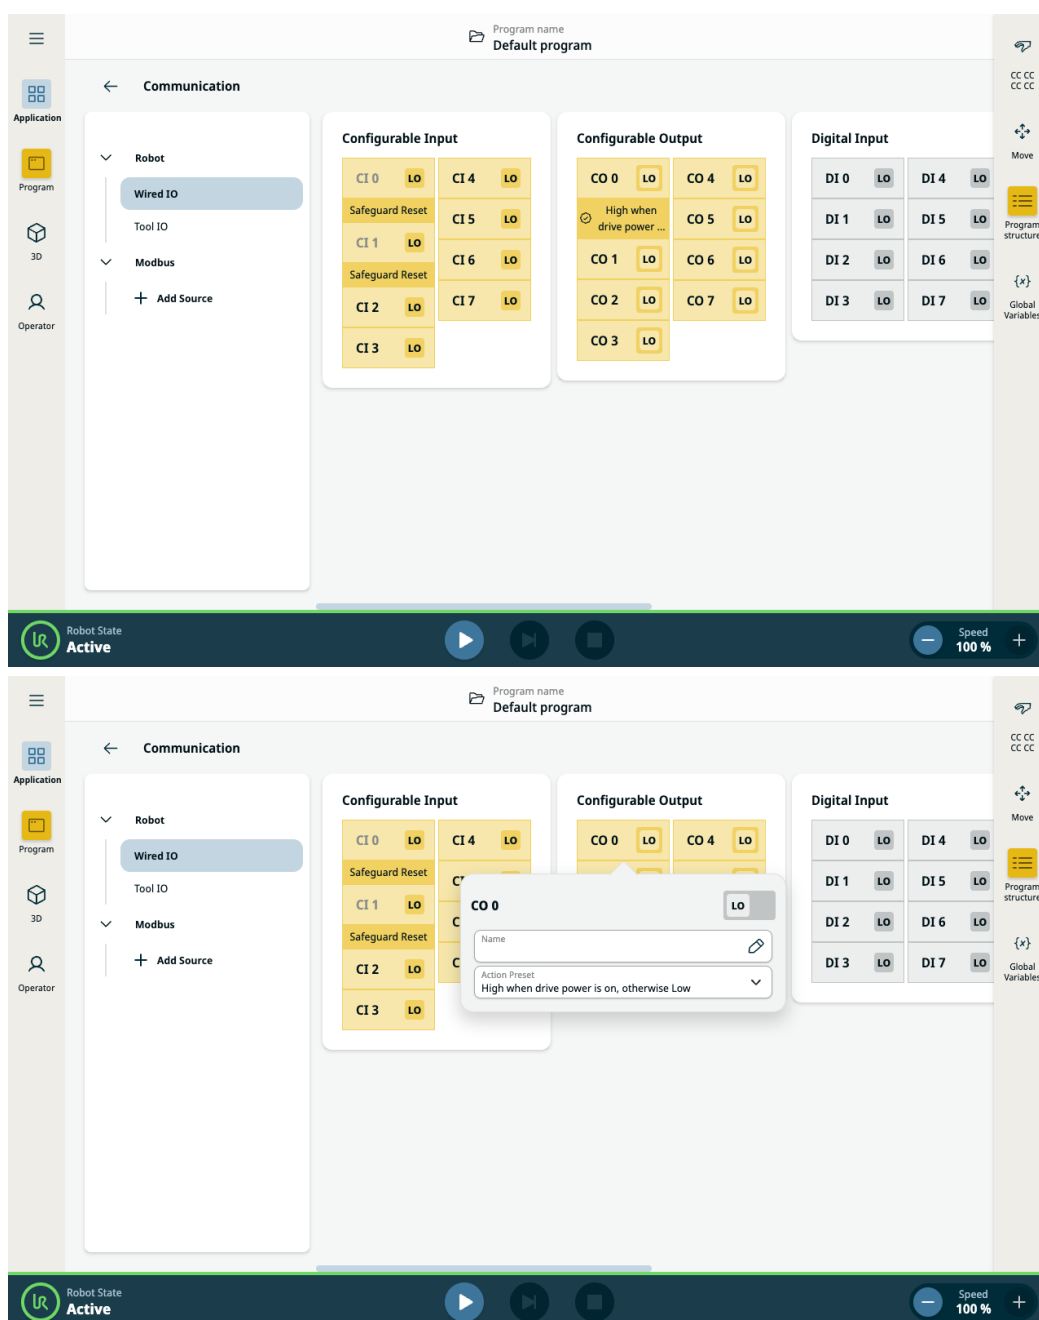 Program name
Default program
Application
Program
3D
Operator
Communication
Robot
Wired IO
Tool IO
Modbus
Add Source
Configurable Input
CI 0 LO CI 4 LO
Safeguard Reset
CI 5 LO
CI 1 LO
CI 6 LO
Safeguard Reset
CI 2 LO CI 7 LO
CI 3 LO
Configurable Output
CO 0 LO CO 4 LO
High when
drive power ...
CO 5 LO
CO 1 LO CO 6 LO
CO 2 LO CO 7 LO
CO 3 LO
Digital Input
DI 0 LO DI 4 LO
DI 1 LO DI 5 LO
DI 2 LO DI 6 LO
DI 3 LO DI 7 LO
CC CC
CC CC
Move
Program
structure
{x}
Global
Variables
UR
Robot State
Active
Speed
100 %
Program name
Default program
Application
Program
3D
Operator
Communication
Robot
Wired IO
Tool IO
Modbus
Add Source
Configurable Input
CI 0 LO CI 4 LO
Safeguard Reset
CI 1 LO
Safeguard Reset
CI 2 LO
CI 3 LO
Configurable Output
CO 0 LO CO 4 LO
CO 0 LO
Name
Action Preset
High when drive power is on, otherwise Low
Digital Input
DI 0 LO DI 4 LO
DI 1 LO DI 5 LO
DI 2 LO DI 6 LO
DI 3 LO DI 7 LO
CC CC
CC CC
Move
Program
structure
{x}
Global
Variables
UR
Robot State
Active
Speed
100 %